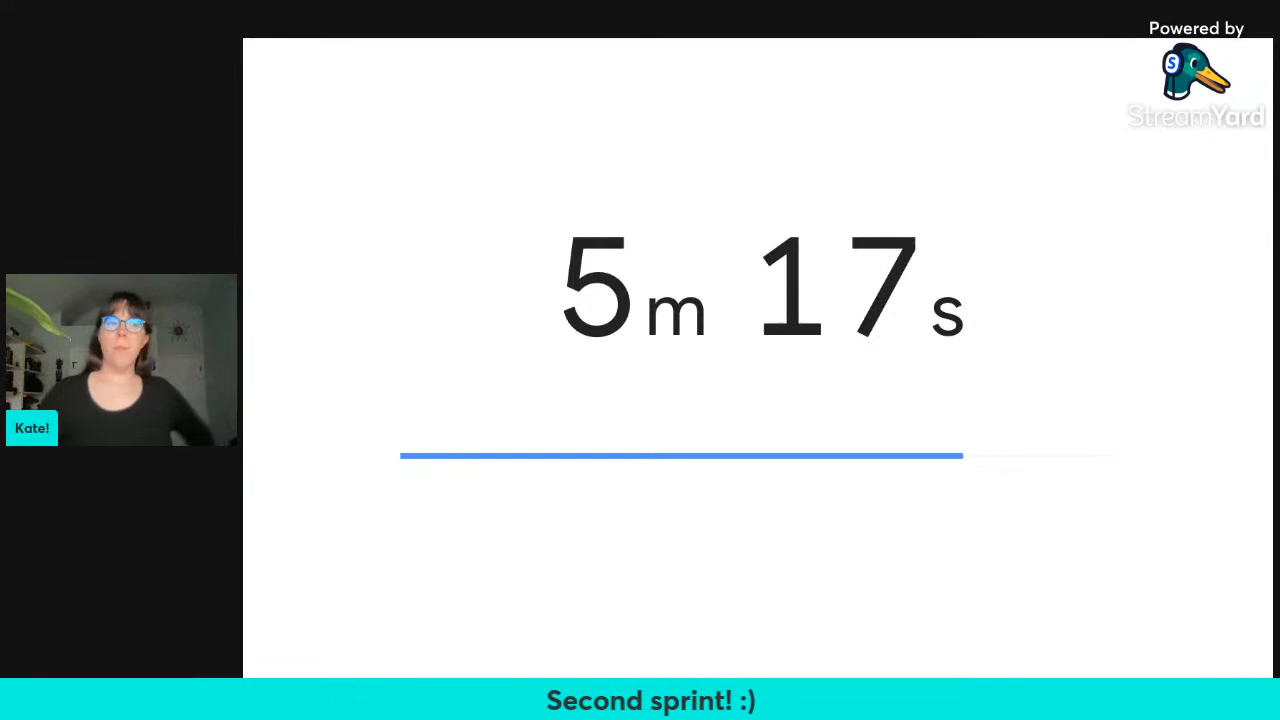 Powered by
S
StreamYard
5m 17s
Kate!
Second sprint! :)